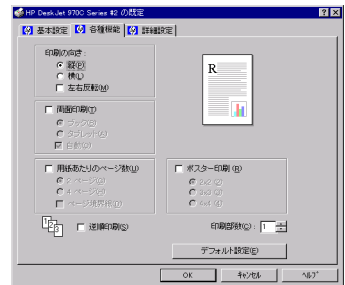 HP DeskJet 970C Series #2 の既定
基本設定 各種機能 詳細設定
印刷の向き:
縦(P)
横(L)
左右反転(M)
R
両面印刷(T)
ブック(B)
タブレット(A)
自動(O)
用紙あたりのページ数(U)
2 ページ(G)
4 ページ(R)
ページ境界線(D)
ポスター印刷 (R)
2x2 (2)
3x3 (3)
4x4 (4)
1 2 3
逆順印刷(S)
印刷部数(C): 1
デフォルト設定(E)
OK キャンセル ヘルプ